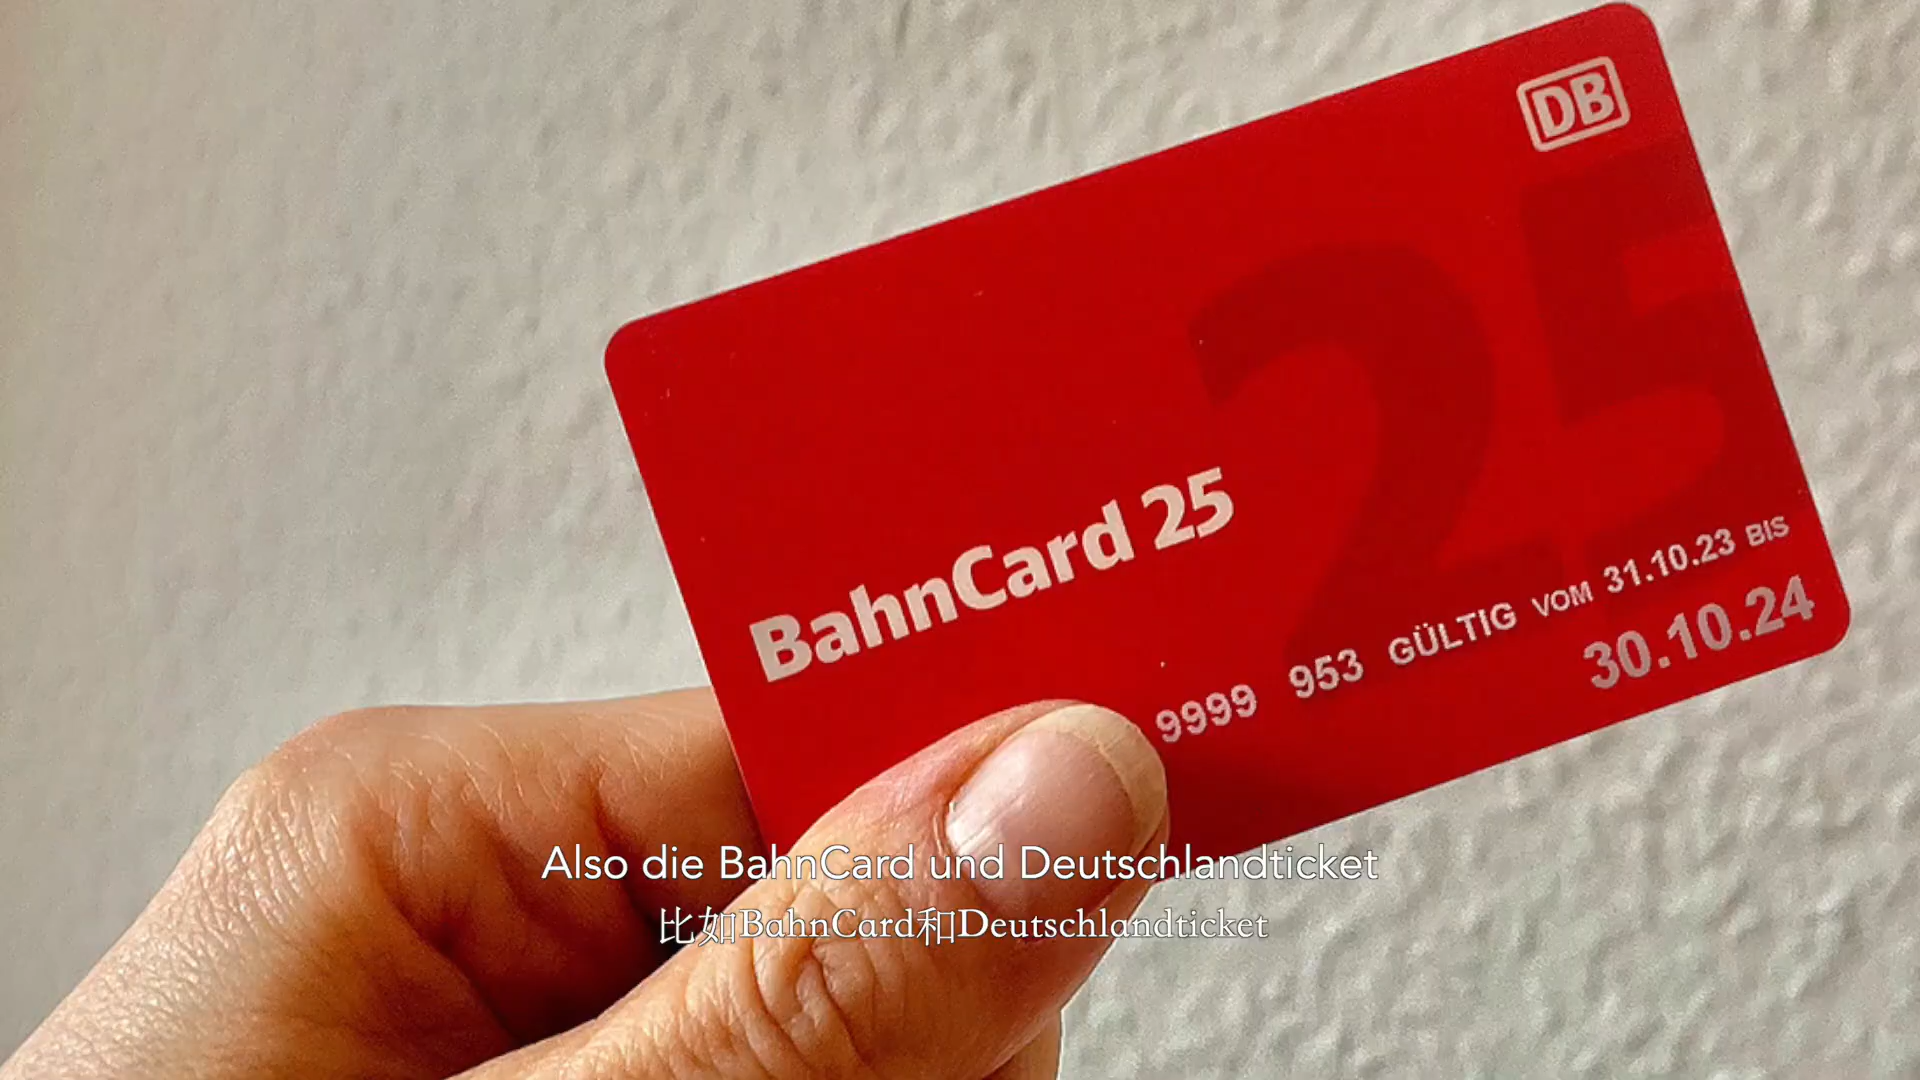 DB
BahnCard 25
9999 953 GÜLTIG VOM 31.10.23 BIS
30.10.24
Also die BahnCard und Deutschlandticket
比如BahnCard和Deutschlandticket